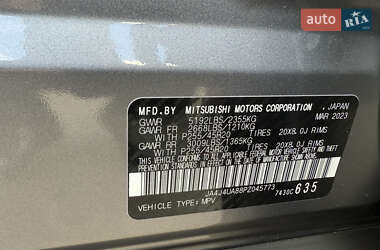 auto RIA
MFD.BY MITSUBISHI MOTORS CORPORATION, JAPAN
GVWR 5192LBS/2355KG MAR 2023
GAWR FR 2668LBS/1210KG
WITH P255/45R20 TIRES 20X8.0J RIMS
GAWR RR 3009LBS/1365KG
WITH P255/45R20 TIRES 20X8.0J RIMS
JA4J4UA88PZ045773
7430C 635
VEHICLE TYPE: MPV